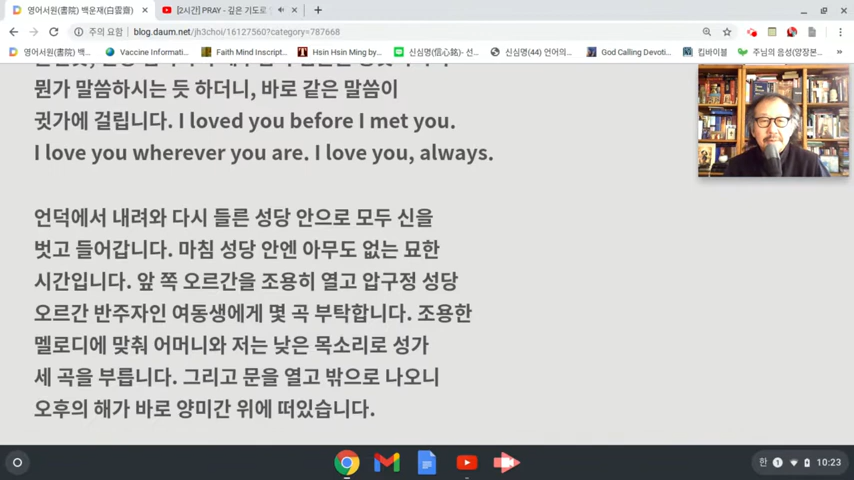 영어서원(書院) 백운재(白雲齋)
[2시간] PRAY - 깊은 기도로
주의 요함
blog.daum.net/jh3choi/16127560?category=787668
영어서원(書院) 백운재(白
Vaccine Informati...
Faith Mind Inscript...
Hsin Hsin Ming by...
신심명(信心銘)- 선...
신심명(44) 언어의...
God Calling Devoti...
킵바이블
주님의 음성(양장본...
뭔가 말씀하시는 듯 하더니, 바로 같은 말씀이
귓가에 걸립니다. I loved you before I met you.
I love you wherever you are. I love you, always.
언덕에서 내려와 다시 들른 성당 안으로 모두 신을
벗고 들어갑니다. 마침 성당 안엔 아무도 없는 묘한
시간입니다. 앞 쪽 오르간을 조용히 열고 압구정 성당
오르간 반주자인 여동생에게 몇 곡 부탁합니다. 조용한
멜로디에 맞춰 어머니와 저는 낮은 목소리로 성가
세 곡을 부릅니다. 그리고 문을 열고 밖으로 나오니
오후의 해가 바로 양미간 위에 떠있습니다.
한
1
10:23